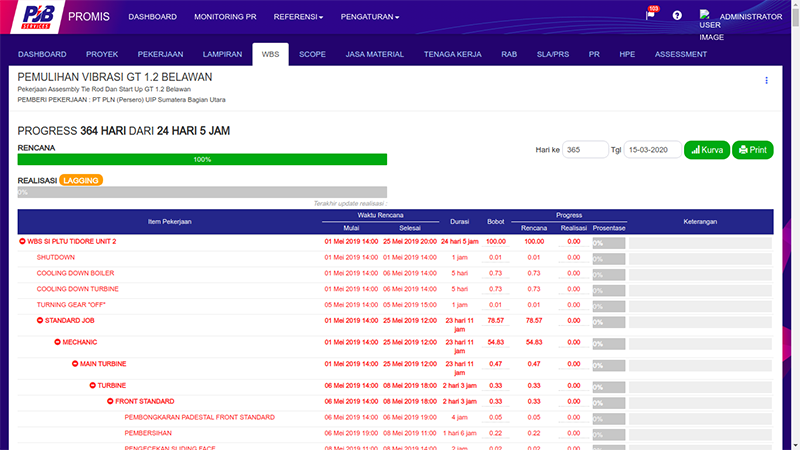 PJB
SERVICES
PROMIS
DASHBOARD
MONITORING PR
REFERENSI
PENGATURAN
103
USER
IMAGE
ADMINISTRATOR
DASHBOARD
PROYEK
PEKERJAAN
LAMPIRAN
WBS
SCOPE
JASA MATERIAL
TENAGA KERJA
RAB
SLA/PRS
PR
HPE
ASSESSMENT
PEMULIHAN VIBRASI GT 1.2 BELAWAN
Pekerjaan Assesmbly Tie Rod Dan Start Up GT 1.2 Belawan
PEMBERI PEKERJAAN : PT PLN (Persero) UIP Sumatera Bagian Utara
PROGRESS 364 HARI DARI 24 HARI 5 JAM
RENCANA
100%
Hari ke 365 Tgl 15-03-2020 Kurva Print
REALISASI LAGGING
0%
Terakhir update realisasi :
Item Pekerjaan Waktu Rencana Durasi Bobot Progress Keterangan
Mulai Selesai Rencana Realisasi Prosentase
WBS SI PLTU TIDORE UNIT 2 01 Mei 2019 14:00 25 Mei 2019 20:00 24 hari 5 jam 100.00 100.00 0.00 0%
SHUTDOWN 01 Mei 2019 14:00 01 Mei 2019 14:00 1 jam 0.01 0.01 0.00 0%
COOLING DOWN BOILER 01 Mei 2019 14:00 06 Mei 2019 14:00 5 hari 0.73 0.73 0.00 0%
COOLING DOWN TURBINE 01 Mei 2019 14:00 06 Mei 2019 14:00 5 hari 0.73 0.73 0.00 0%
TURNING GEAR "OFF" 05 Mei 2019 14:00 05 Mei 2019 15:00 1 jam 0.01 0.01 0.00 0%
STANDARD JOB 01 Mei 2019 14:00 25 Mei 2019 12:00 23 hari 11 jam 78.57 78.57 0.00 0%
MECHANIC 01 Mei 2019 14:00 25 Mei 2019 12:00 23 hari 11 jam 54.83 54.83 0.00 0%
MAIN TURBINE 01 Mei 2019 14:00 25 Mei 2019 12:00 23 hari 11 jam 0.47 0.47 0.00 0%
TURBINE 06 Mei 2019 14:00 08 Mei 2019 18:00 2 hari 3 jam 0.33 0.33 0.00 0%
FRONT STANDARD 06 Mei 2019 14:00 08 Mei 2019 18:00 2 hari 3 jam 0.33 0.33 0.00 0%
PEMBONGKARAN PADESTAL FRONT STANDARD 06 Mei 2019 14:00 06 Mei 2019 19:00 4 jam 0.05 0.05 0.00 0%
PEMBERSIHAN 06 Mei 2019 19:00 08 Mei 2019 11:00 1 hari 6 jam 0.22 0.22 0.00 0%
PENGECEKAN SLIDING FACE 08 Mei 2019 11:00 08 Mei 2019 14:00 2 jam 0.02 0.02 0.00 0%